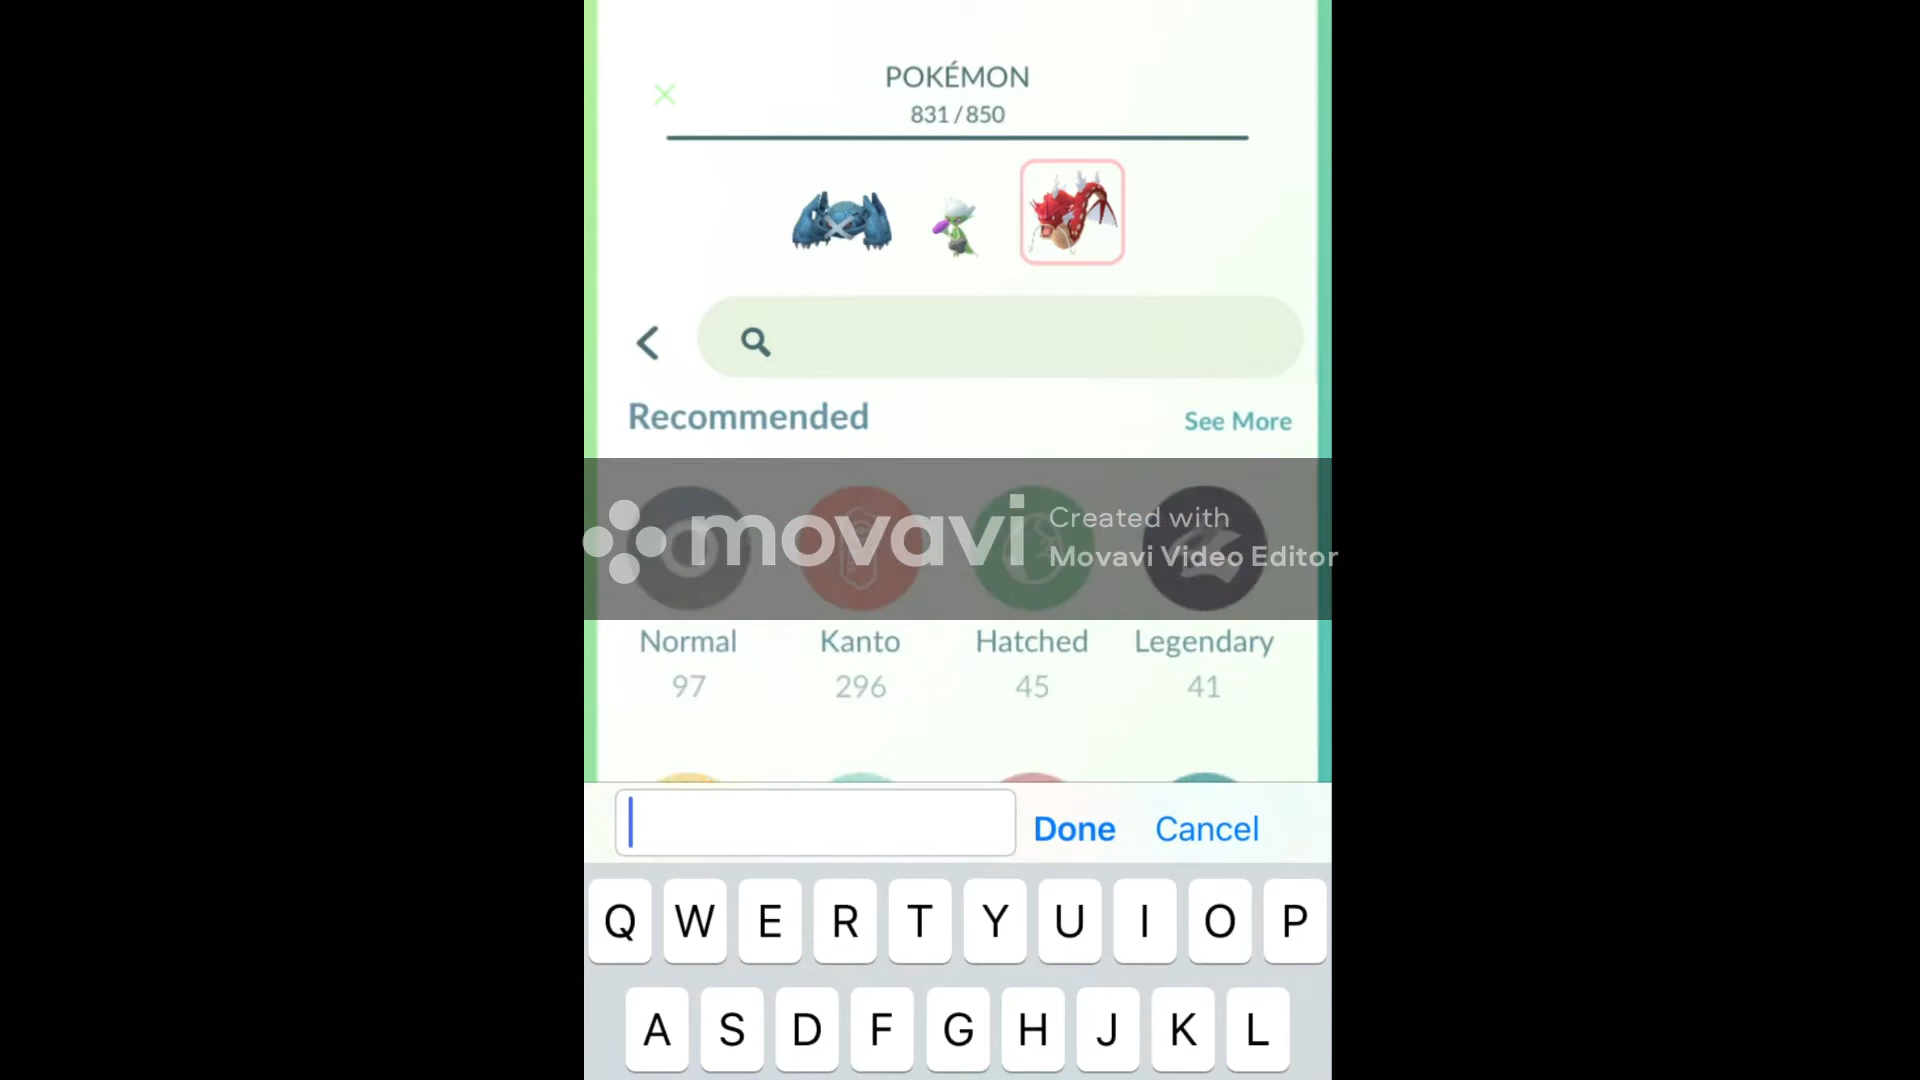 POKÉMON
831/850
Recommended
See More
movavi
Created with
Movavi Video Editor
Normal Kanto Hatched Legendary
97 296 45 41
Done Cancel
Q W E R T Y U I O P
A S D F G H J K L